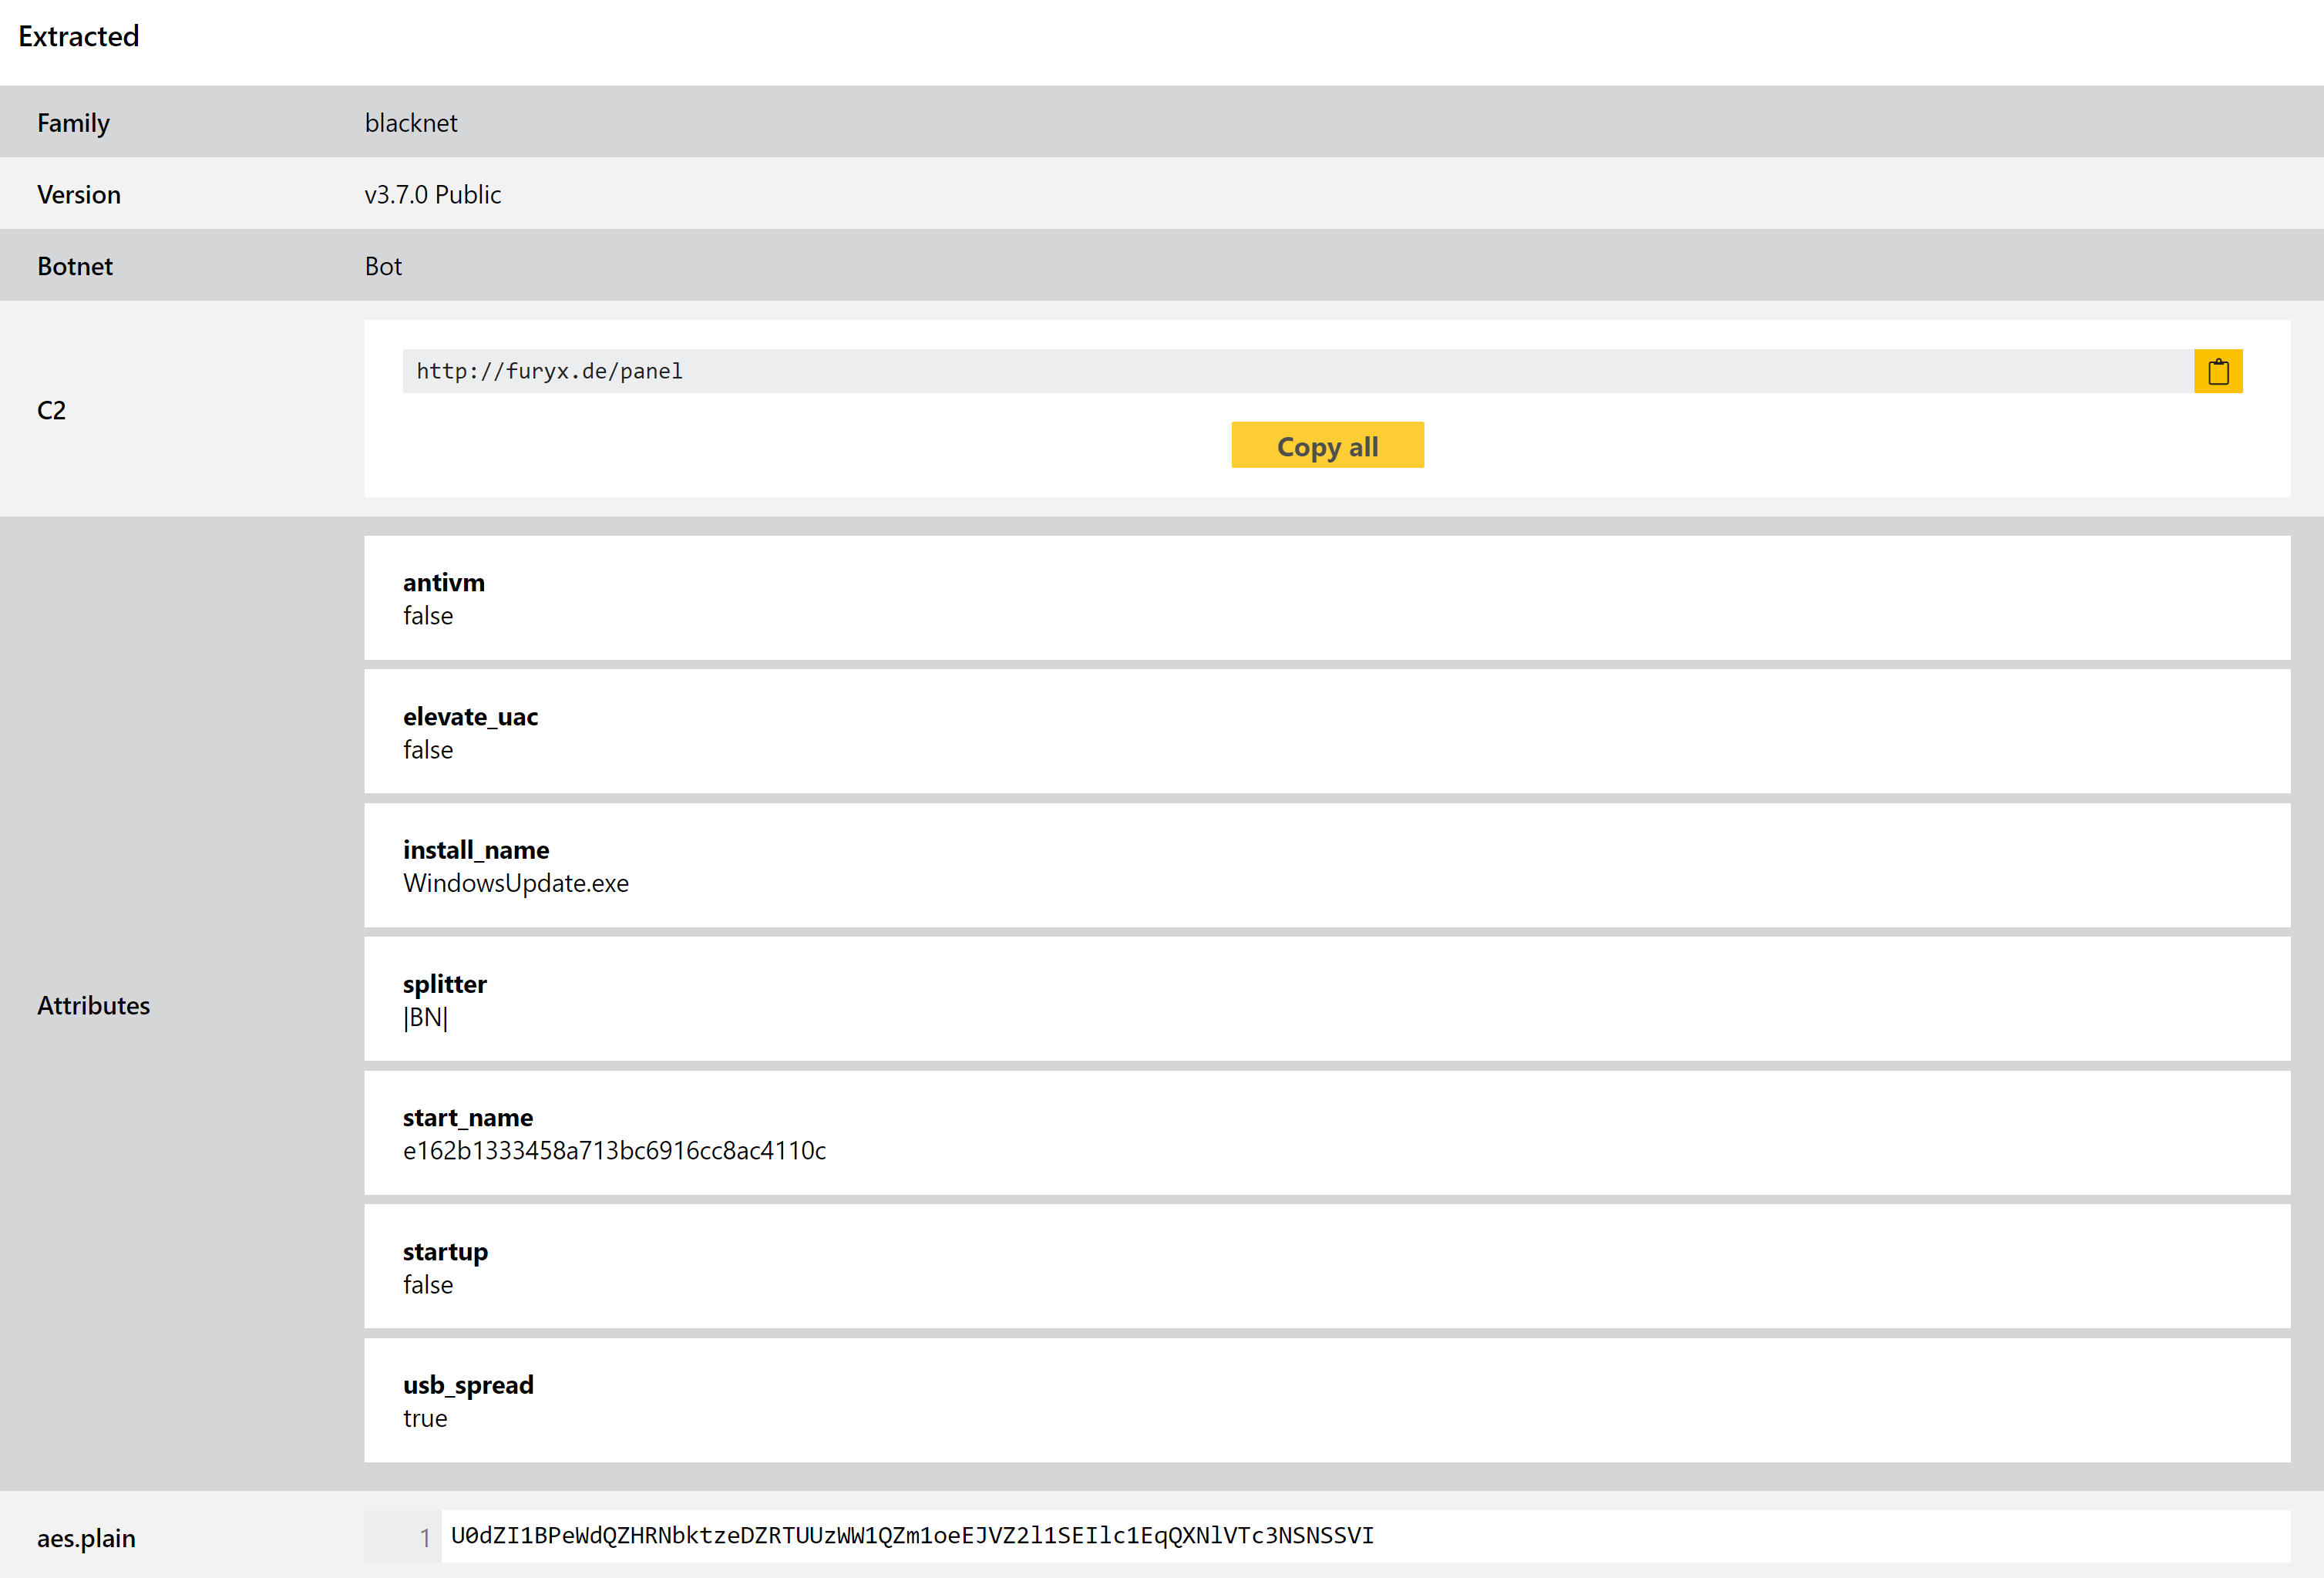 Extracted
Family blacknet
Version v3.7.0 Public
Botnet Bot
C2 http://furyx.de/panel
Copy all
Attributes
antivm
false
elevate_uac
false
install_name
WindowsUpdate.exe
splitter
|BN|
start_name
e162b1333458a713bc6916cc8ac4110c
startup
false
usb_spread
true
aes.plain 1 U0dZI1BPeWdQZHRNbktzeDZRTUUzWW1QZm1oeEJVZ2l1SEIlc1EqQXNlVTc3NSNSSVI